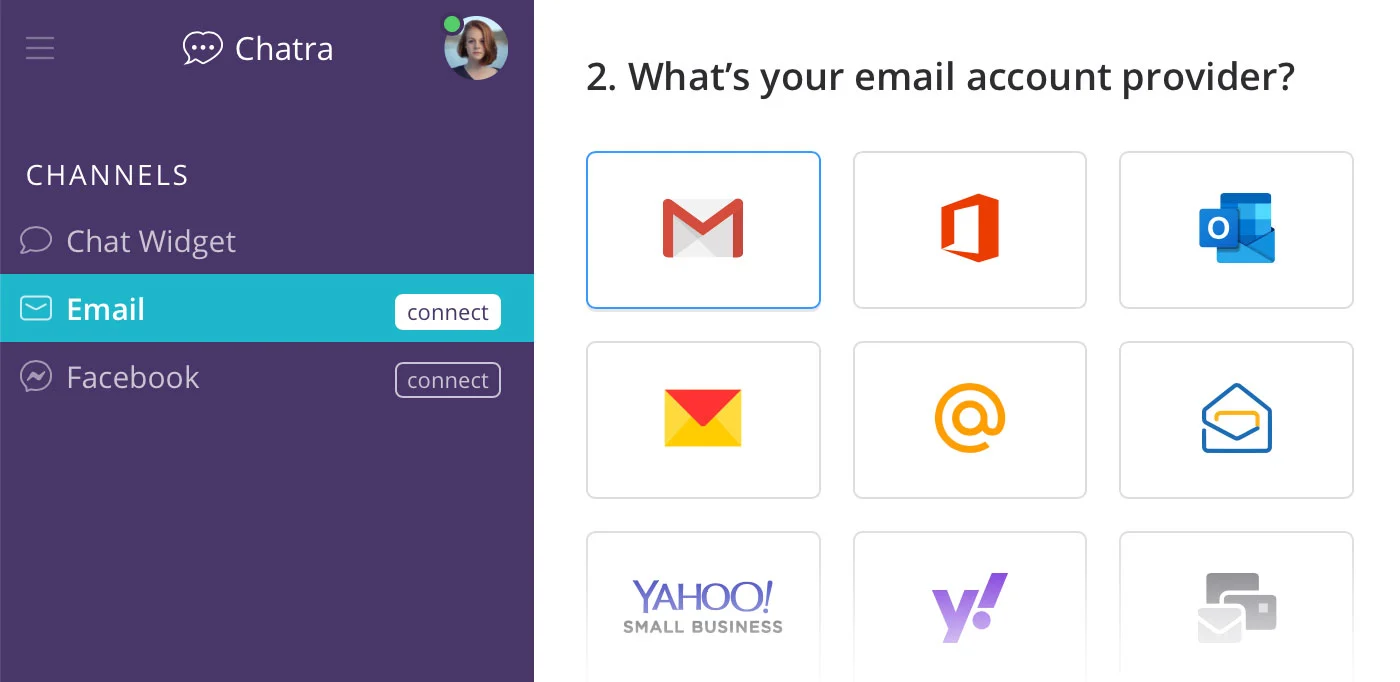 Chatra
CHANNELS
Chat Widget
Email
connect
Facebook
connect
2. What’s your email account provider?
O
YAHOO!
SMALL BUSINESS
y!